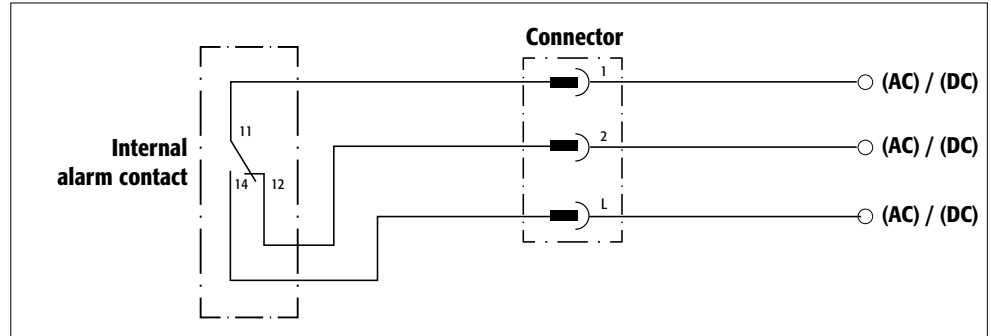 Connector
1
(AC) / (DC)
11
2
Internal
(AC) / (DC)
alarm contact
14
12
L
(AC) / (DC)